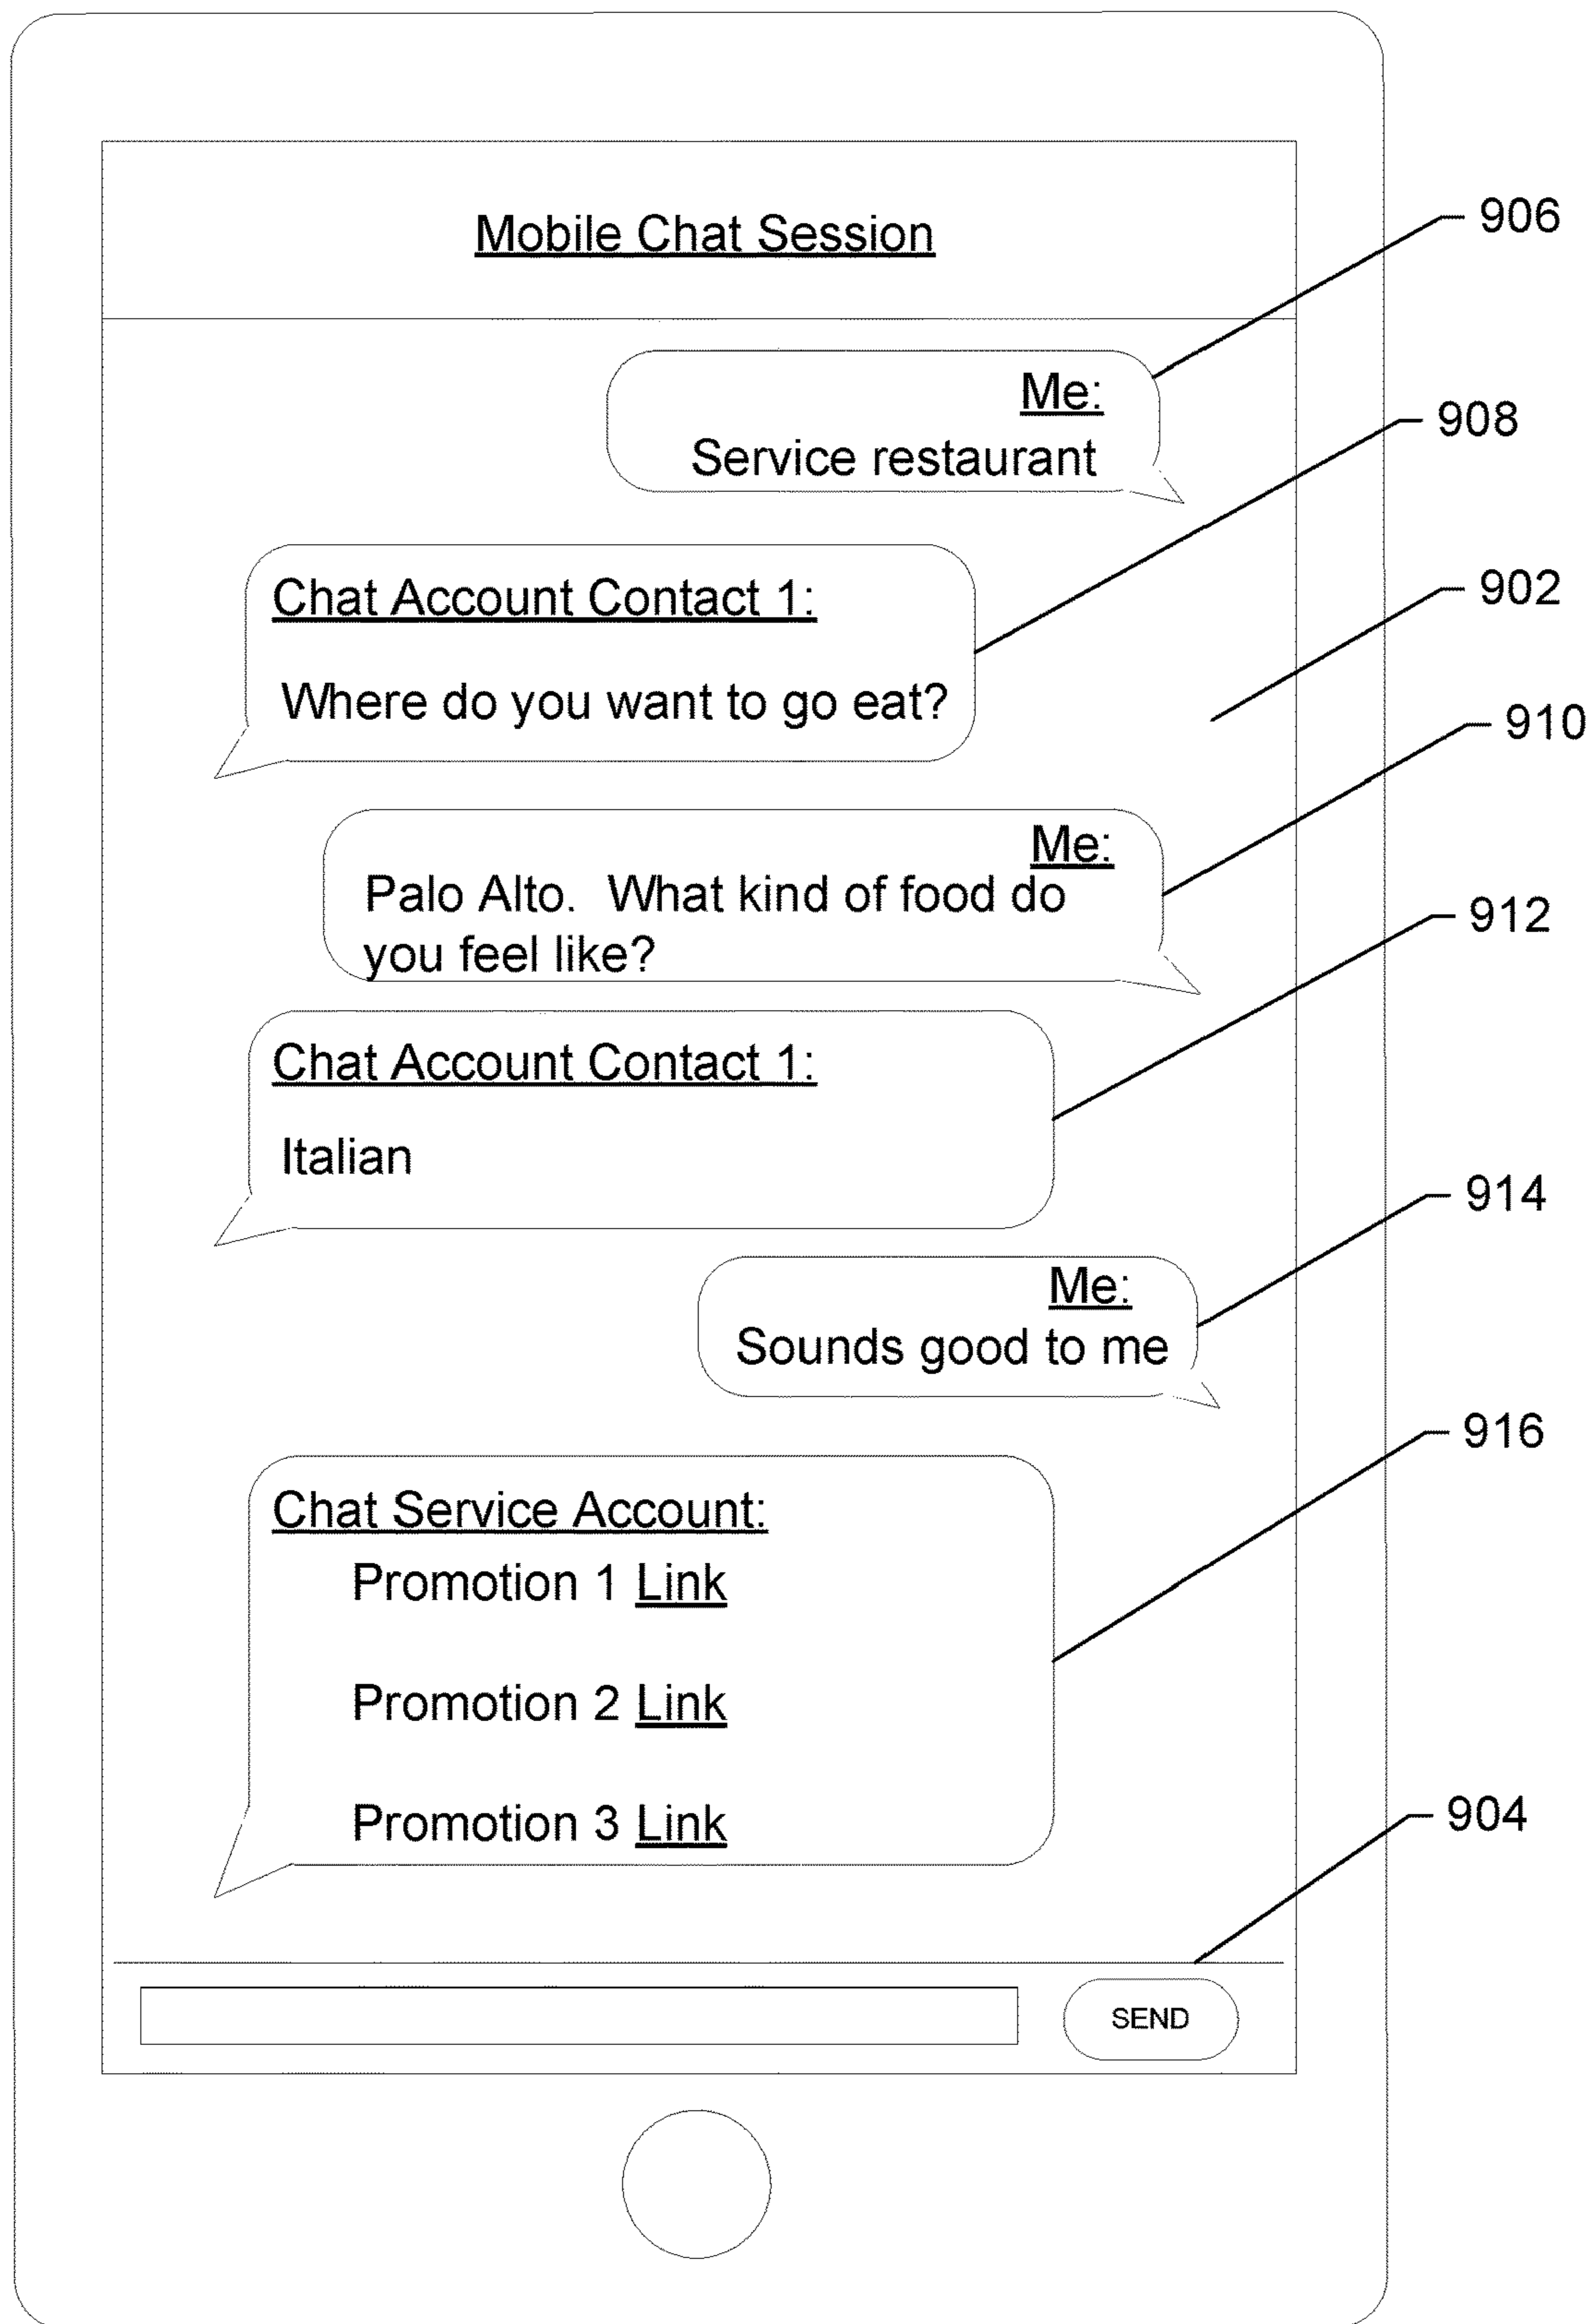 Mobile Chat Session
906
Me:
Service restaurant
908
Chat Account Contact 1:
Where do you want to go eat?
902
910
Me:
Palo Alto.  What kind of food do
you feel like?
912
Chat Account Contact 1:
Italian
914
Me:
Sounds good to me
916
Chat Service Account:
Promotion 1 Link
Promotion 2 Link
Promotion 3 Link
904
SEND